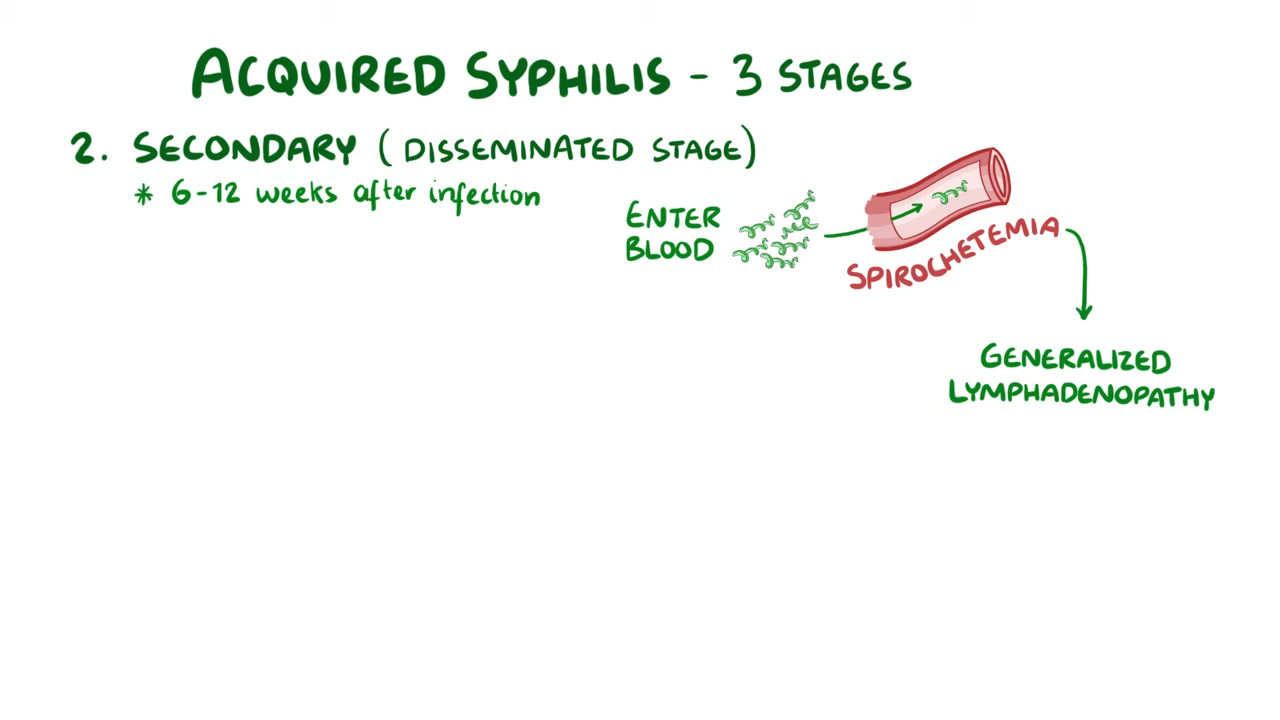 ACQUIRED SYPHILIS - 3 STAGES
2. SECONDARY (DISSEMINATED STAGE)
* 6-12 weeks after infection
ENTER
BLOOD
SPIROCHETEMIA
GENERALIZED
LYMPHADENOPATHY